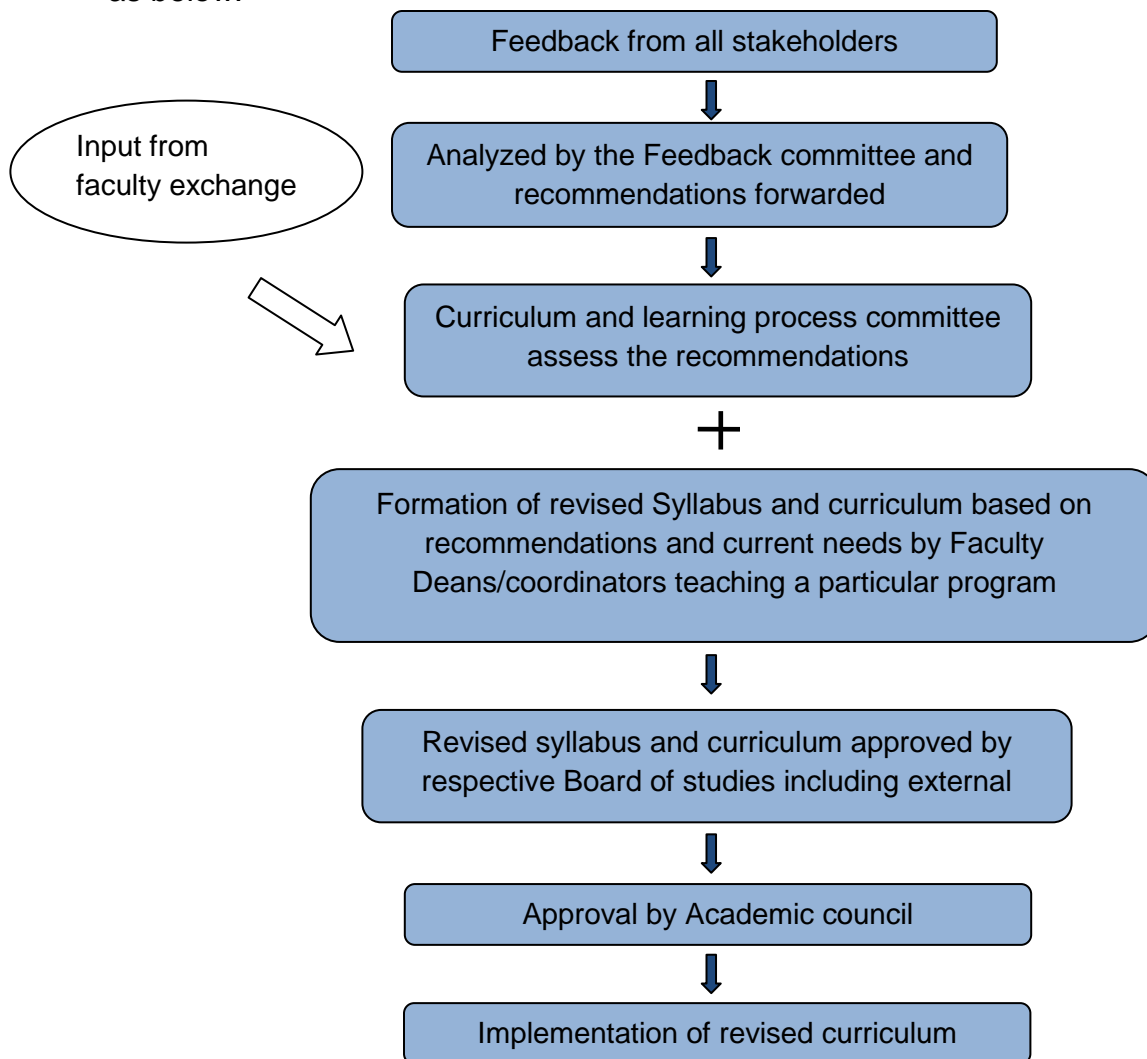 as below:
Feedback from all stakeholders
Input from
faculty exchange
Analyzed by the Feedback committee and
recommendations forwarded
Curriculum and learning process committee
assess the recommendations
+
Formation of revised Syllabus and curriculum based on
recommendations and current needs by Faculty
Deans/coordinators teaching a particular program
Revised syllabus and curriculum approved by
respective Board of studies including external
Approval by Academic council
Implementation of revised curriculum